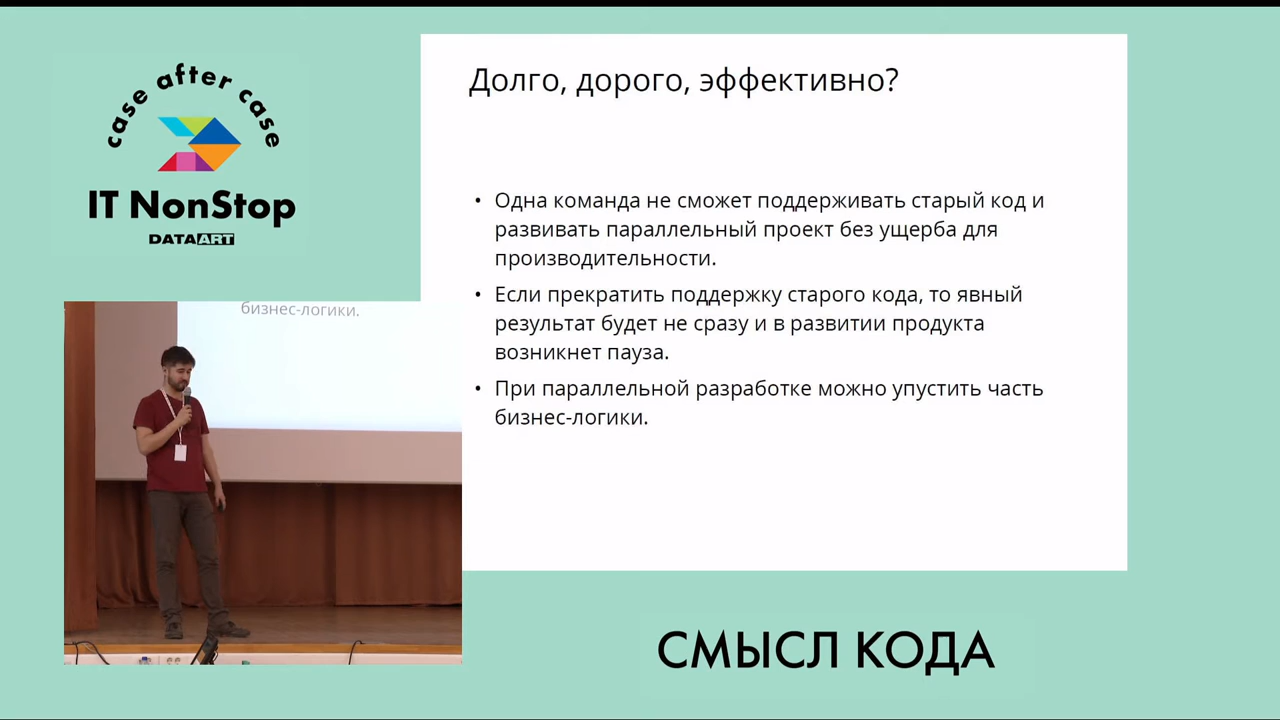 case after case
IT NonStop
DATAART
Долго, дорого, эффективно?
• Одна команда не сможет поддерживать старый код и
развивать параллельный проект без ущерба для
производительности.
• Если прекратить поддержку старого кода, то явный
результат будет не сразу и в развитии продукта
возникнет пауза.
• При параллельной разработке можно упустить часть
бизнес-логики.
бизнес-логики.
СМЫСЛ КОДА